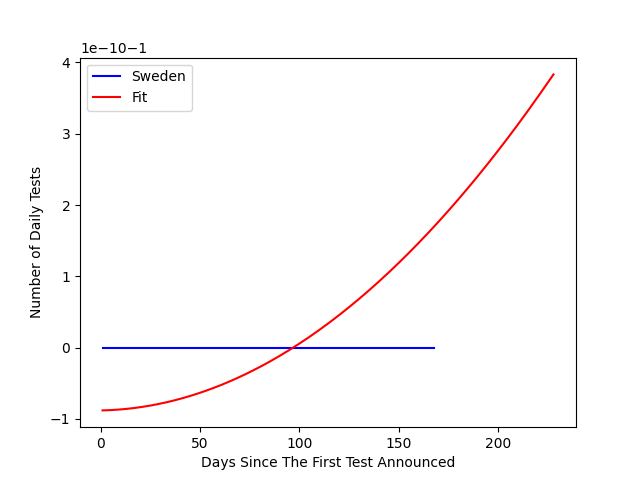 1e−10−1
4
3
2
1
0
−1
0
50
100
150
200
Number of Daily Tests
Days Since The First Test Announced
Sweden
Fit